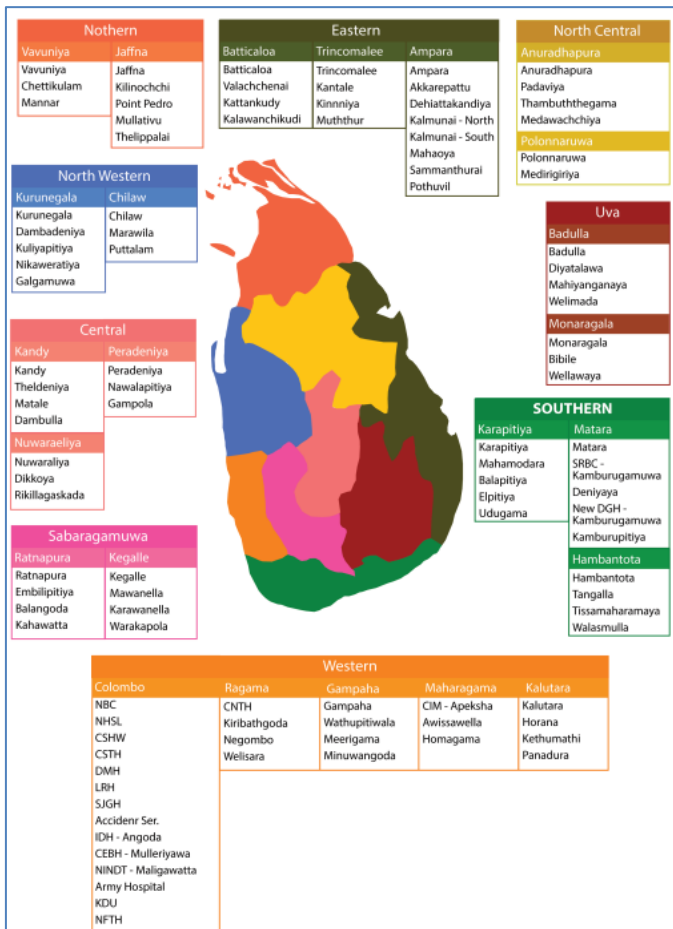 Nothern
Vavuniya
Vavuniya
Chettikulam
Mannar
Jaffna
Jaffna
Kilinochchi
Point Pedro
Mullativu
Thelippalai
Eastern
Batticaloa
Batticaloa
Valachchenai
Kattankudy
Kalawanchikudi
Trincomalee
Trincomalee
Kantale
Kinnniya
Muththur
Ampara
Ampara
Akkarepattu
Dehiattakandiya
Kalmunai - North
Kalmunai - South
Mahaoya
Sammanthurai
Pothuvil
North Central
Anuradhapura
Anuradhapura
Padaviya
Thambuththegama
Medawachchiya
Polonnaruwa
Polonnaruwa
Medirigiriya
North Western
Kurunegala
Kurunegala
Dambadeniya
Kuliyapitiya
Nikaweratiya
Galgamuwa
Chilaw
Chilaw
Marawila
Puttalam
Uva
Badulla
Badulla
Diyatalawa
Mahiyanganaya
Welimada
Monaragala
Monaragala
Bibile
Wellawaya
Central
Kandy
Kandy
Theldeniya
Matale
Dambulla
Peradeniya
Peradeniya
Nawalapitiya
Gampola
Nuwaraeliya
Nuwaraliya
Dikkoya
Rikillagaskada
SOUTHERN
Karapitiya
Karapitiya
Mahamodara
Balapitiya
Elpitiya
Udugama
Matara
Matara
SRBC -
Kamburugamuwa
Deniyaya
New DGH -
Kamburugamuwa
Kamburupitiya
Hambantota
Hambantota
Tangalla
Tissamaharamaya
Walasmulla
Sabaragamuwa
Ratnapura
Ratnapura
Embilipitiya
Balangoda
Kahawatta
Kegalle
Kegalle
Mawanella
Karawanella
Warakapola
Western
Colombo
NBC
NHSL
CSHW
CSTH
DMH
LRH
SJGH
Accidenr Ser.
IDH - Angoda
CEBH - Mulleriyawa
NINDT - Maligawatta
Army Hospital
KDU
NFTH
Ragama
CNTH
Kiribathgoda
Negombo
Welisara
Gampaha
Gampaha
Wathupitiwala
Meerigama
Minuwangoda
Maharagama
CIM - Apeksha
Awissawella
Homagama
Kalutara
Kalutara
Horana
Kethumathi
Panadura